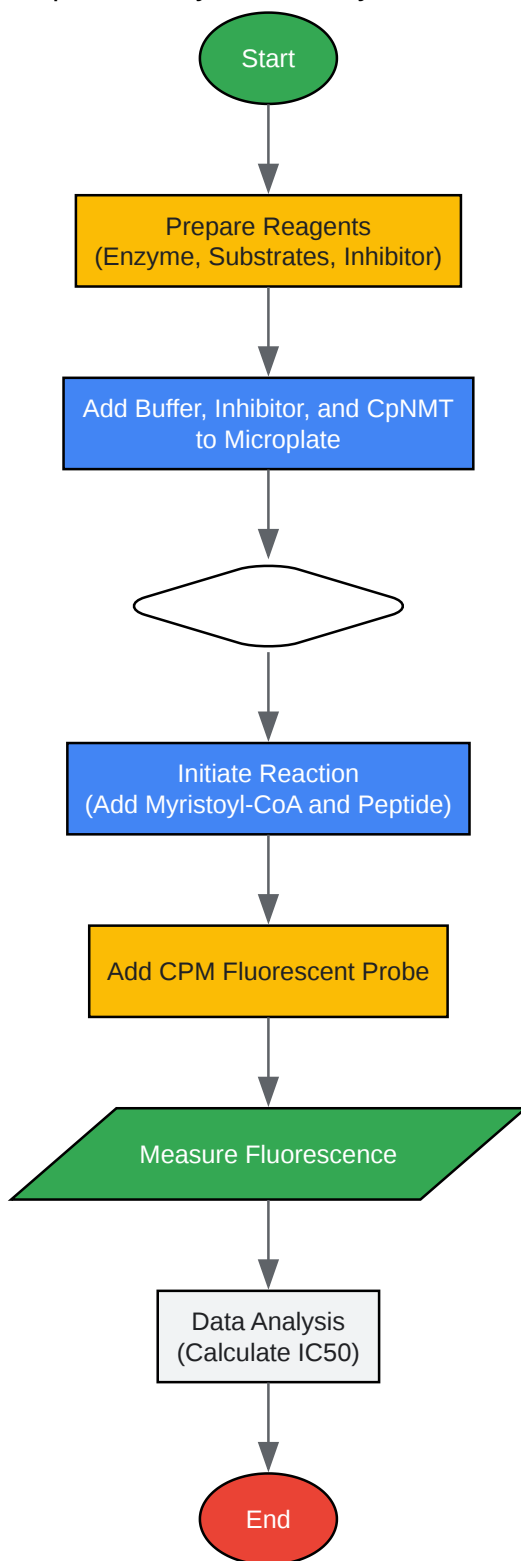 Start
Prepare Reagents
(Enzyme, Substrates, Inhibitor)
Add Buffer, Inhibitor, and CpNMT
to Microplate
Initiate Reaction
(Add Myristoyl-CoA and Peptide)
Add CPM Fluorescent Probe
Measure Fluorescence
Data Analysis
(Calculate IC50)
End